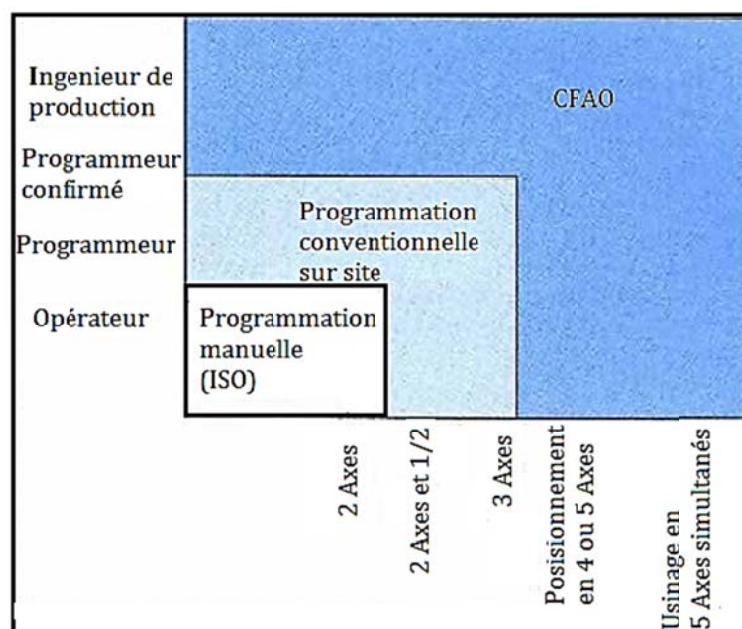 Ingenieur de
production
Programmeur
confirmé
Programmeur
Opérateur
CFAO
Programmation
conventionnelle
sur site
Programmation
manuelle
(ISO)
2 Axes
2 Axes et 1/2
3 Axes
Posisionnement
en 4 ou 5 Axes
Usinage en
5 Axes simultanés